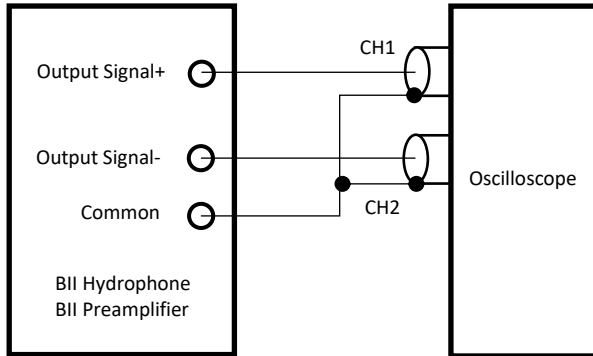 CH1
Output Signal+
Output Signal-
Oscilloscope
Common
CH2
BII Hydrophone
BII Preamplifier